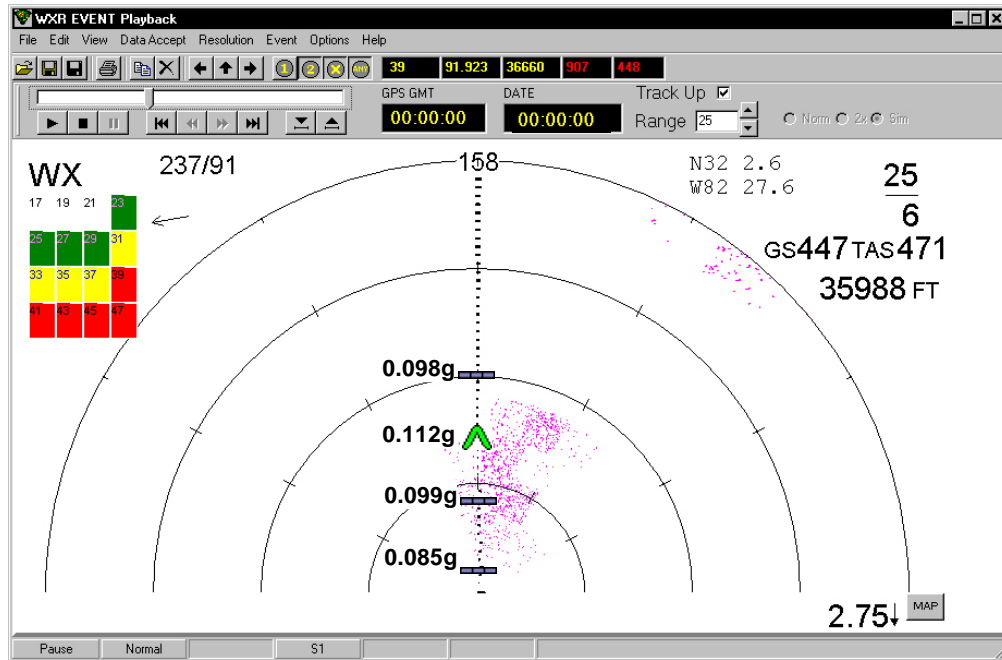 WXR EVENT Playback
File Edit View Data Accept Resolution Event Options Help
1 2 X ANY 39 91.923 36660 907 448
GPS GMT DATE Track Up
00:00:00 00:00:00 Range 25 Norm 2x Sim
WX 237/91 158 N32 2.6 25
W82 27.6 6
17 19 21 23
25 27 29 31
33 35 37 39
41 43 45 47
GS447 TAS471
35988 FT
0.098g
0.112g
0.099g
0.085g
2.75↓ MAP
Pause Normal S1